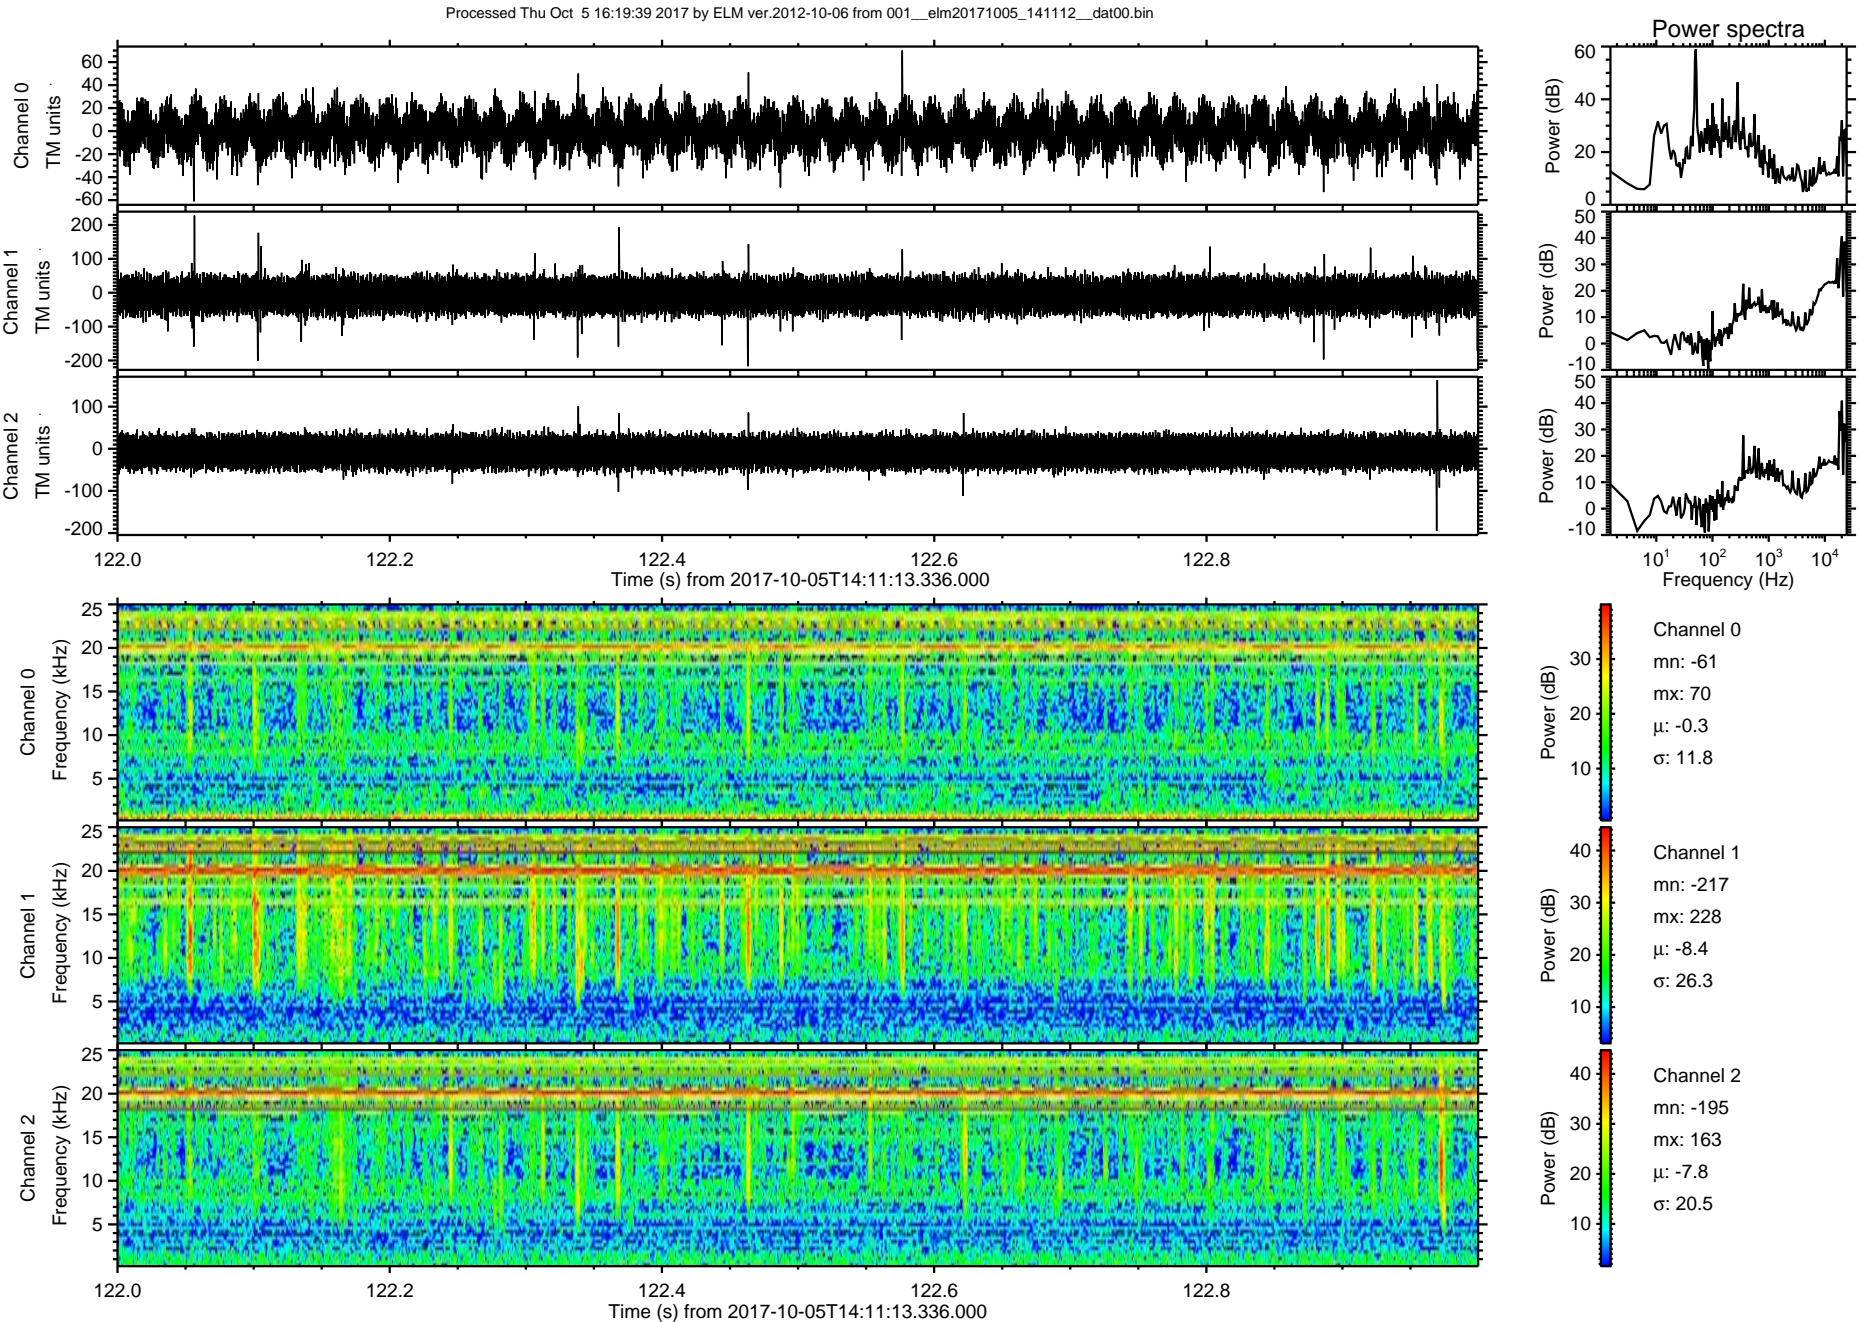 Processed Thu Oct  5 16:19:39 2017 by ELM ver.2012-10-06 from 001__elm20171005_141112__dat00.bin
Power spectra
Channel 0
TM units
60
40
20
0
-20
-40
-60
Power (dB)
60
40
20
0
Channel 1
TM units
200
100
0
-100
-200
Power (dB)
50
40
30
20
10
0
-10
Channel 2
TM units
100
0
-100
-200
Power (dB)
50
40
30
20
10
0
-10
122.0 122.2 122.4 122.6 122.8
Time (s) from 2017-10-05T14:11:13.336.000
10^1 10^2 10^3 10^4
Frequency (Hz)
Channel 0
Frequency (kHz)
25
20
15
10
5
Power (dB)
30
20
10
Channel 0
mn: -61
mx: 70
μ: -0.3
σ: 11.8
Channel 1
Frequency (kHz)
25
20
15
10
5
Power (dB)
40
30
20
10
Channel 1
mn: -217
mx: 228
μ: -8.4
σ: 26.3
Channel 2
Frequency (kHz)
25
20
15
10
5
Power (dB)
40
30
20
10
Channel 2
mn: -195
mx: 163
μ: -7.8
σ: 20.5
122.0 122.2 122.4 122.6 122.8
Time (s) from 2017-10-05T14:11:13.336.000